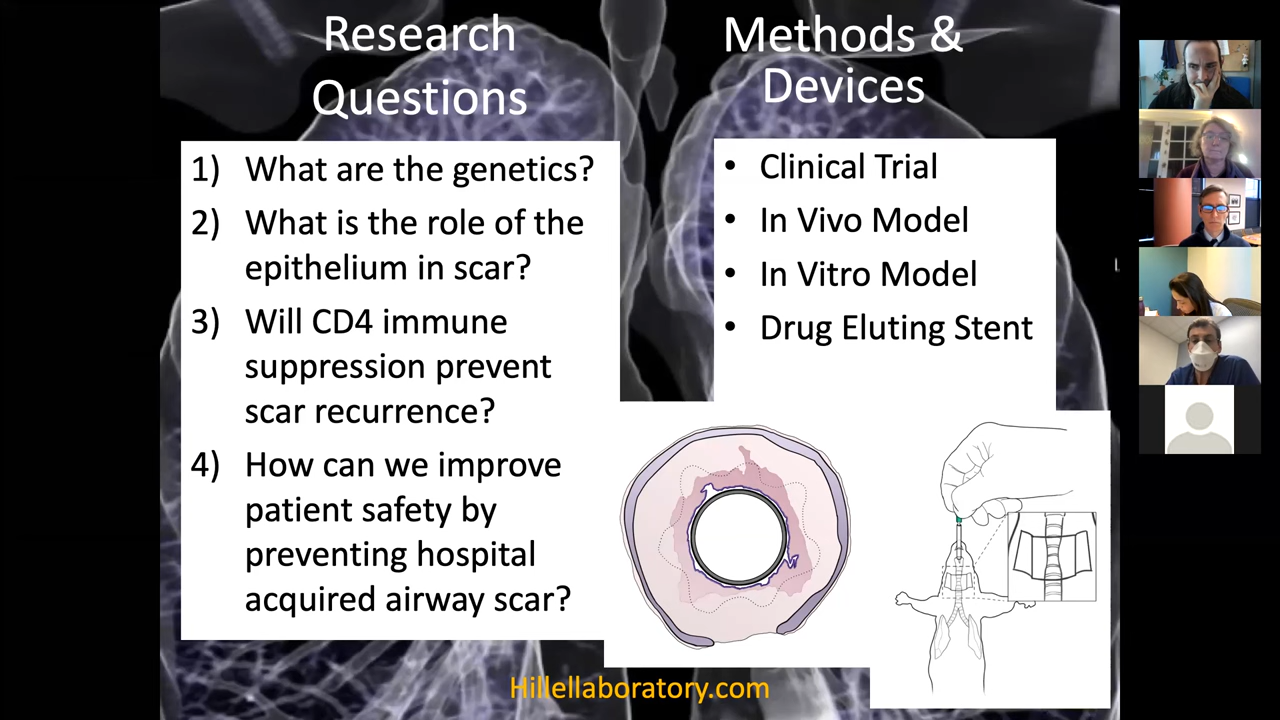 Research
Questions
1) What are the genetics?
2) What is the role of the
epithelium in scar?
3) Will CD4 immune
suppression prevent
scar recurrence?
4) How can we improve
patient safety by
preventing hospital
acquired airway scar?
Methods &
Devices
• Clinical Trial
• In Vivo Model
• In Vitro Model
• Drug Eluting Stent
Hillellaboratory.com